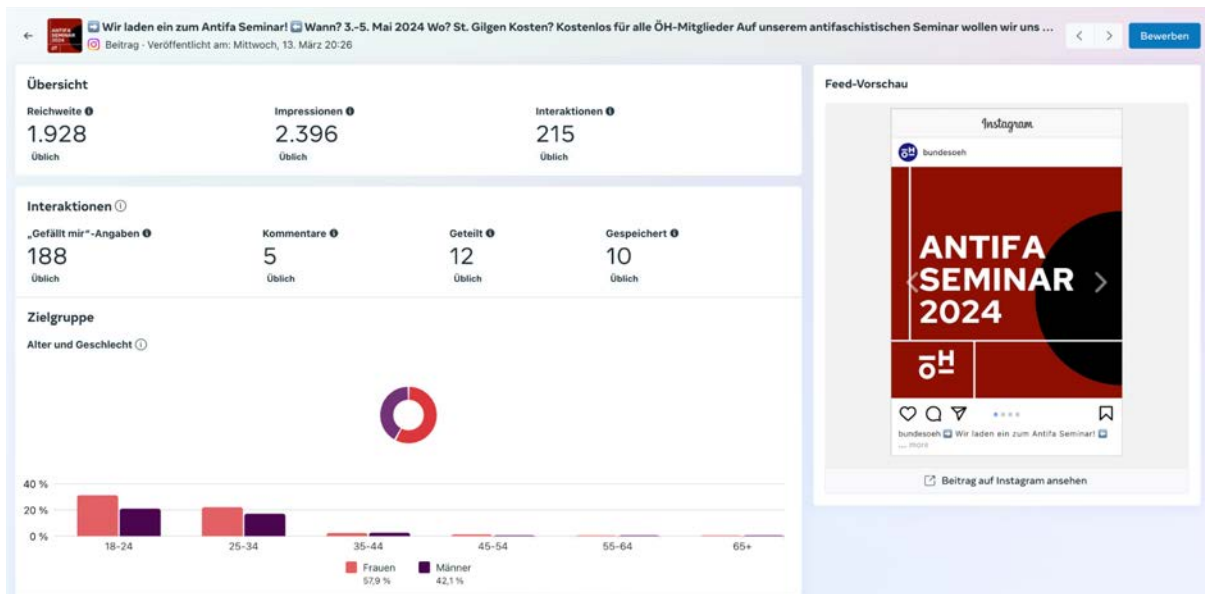 Wir laden ein zum Antifa Seminar! Wann? 3.-5. Mai 2024 Wo? St. Gilgen Kosten? Kostenlos für alle ÖH-Mitglieder Auf unserem antifaschistischen Seminar wollen wir uns ...
Beitrag · Veröffentlicht am: Mittwoch, 13. März 20:26
Bewerben
Übersicht
Reichweite Impressionen Interaktionen
1.928 2.396 215
Üblich Üblich Üblich
Interaktionen
„Gefällt mir"-Angaben Kommentare Geteilt Gespeichert
188 5 12 10
Üblich Üblich Üblich Üblich
Zielgruppe
Alter und Geschlecht
40 %
20 %
0 %
18-24 25-34 35-44 45-54 55-64 65+
Frauen Männer
57,9 % 42,1 %
Feed-Vorschau
Instagram
bundesoeh
ANTIFA
SEMINAR
2024
ōH
bundesoeh Wir laden ein zum Antifa Seminar!
... more
Beitrag auf Instagram ansehen